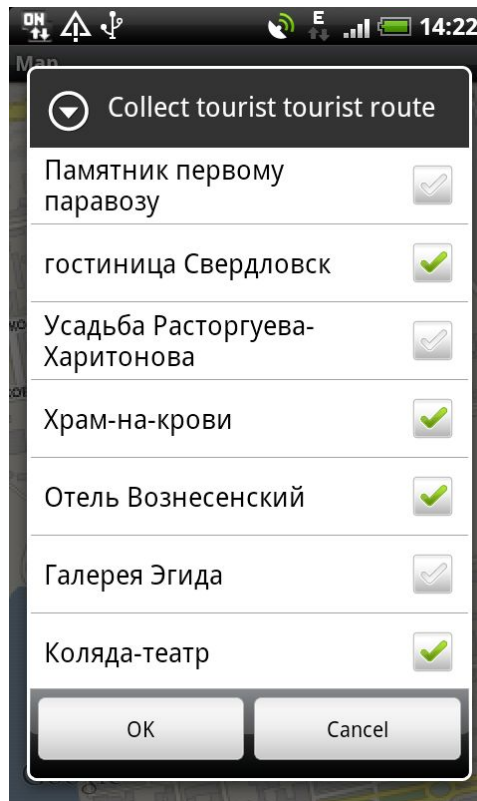 ON
E
14:22
Map
Collect tourist tourist route
Памятник первому
паравозу
гостиница Свердловск
Усадьба Расторгуева-
Харитонова
Храм-на-крови
Отель Вознесенский
Галерея Эгида
Коляда-театр
OK
Cancel